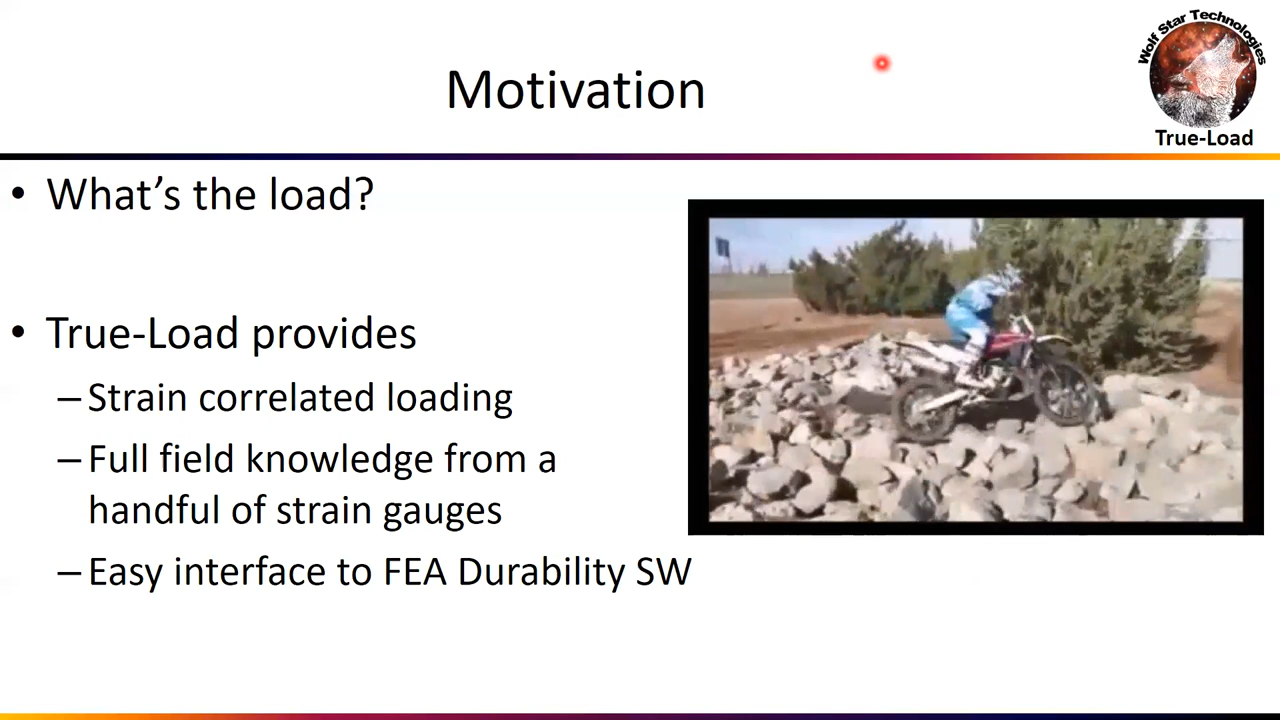 Wolf Star Technologies
True-Load
Motivation
• What’s the load?
• True-Load provides
– Strain correlated loading
– Full field knowledge from a
handful of strain gauges
– Easy interface to FEA Durability SW